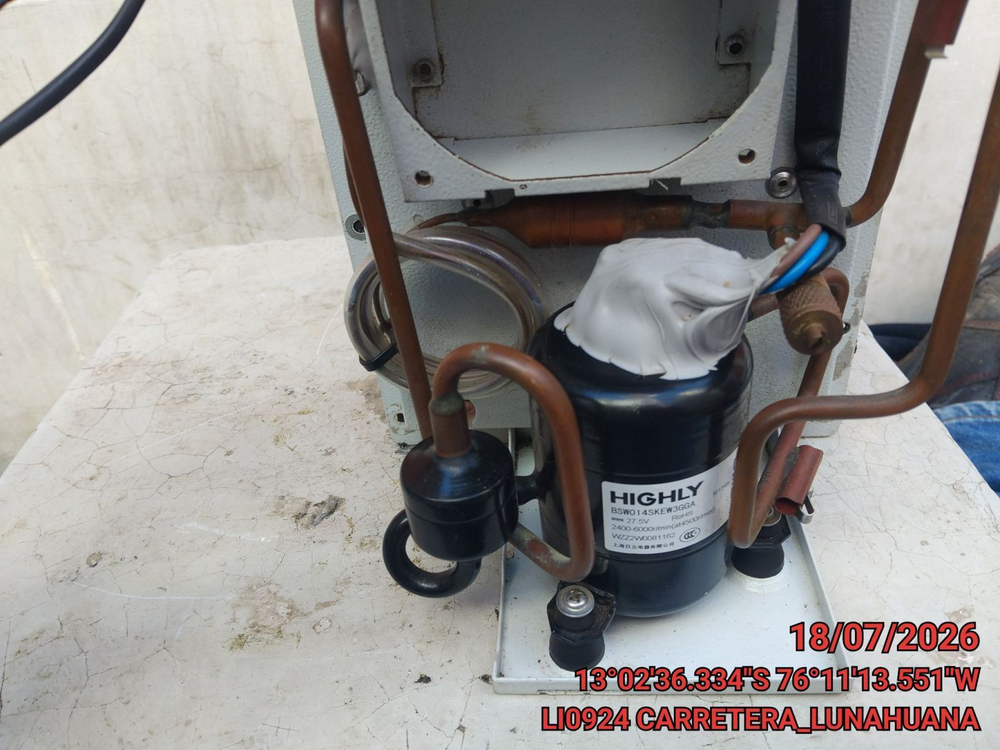 HIGHLY
BSW014SKEW3GGA
27.5V RoHS
2400-6000r/min(at4500r/min)
WZZ2W0081162 CCC
上海日立电器有限公司
18/07/2026
13°02'36.334"S 76°11'13.551"W
LI0924 CARRETERA_LUNAHUANA